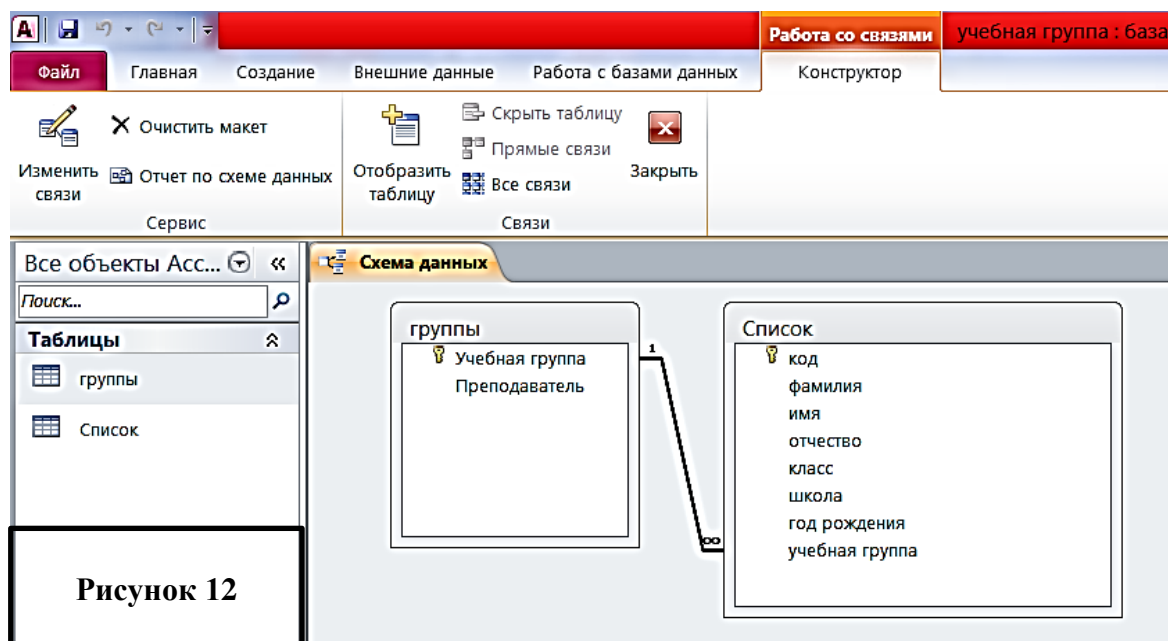 A
Работа со связями
учебная группа : база
Файл Главная Создание Внешние данные Работа с базами данных Конструктор
Изменить связи
Очистить макет
Отчет по схеме данных
Сервис
Отобразить таблицу
Скрыть таблицу
Прямые связи
Все связи
Закрыть
Связи
Все объекты Acc... «
Поиск...
Таблицы
группы
Список
Схема данных
группы
Учебная группа
Преподаватель
1
∞
Список
код
фамилия
имя
отчество
класс
школа
год рождения
учебная группа
Рисунок 12